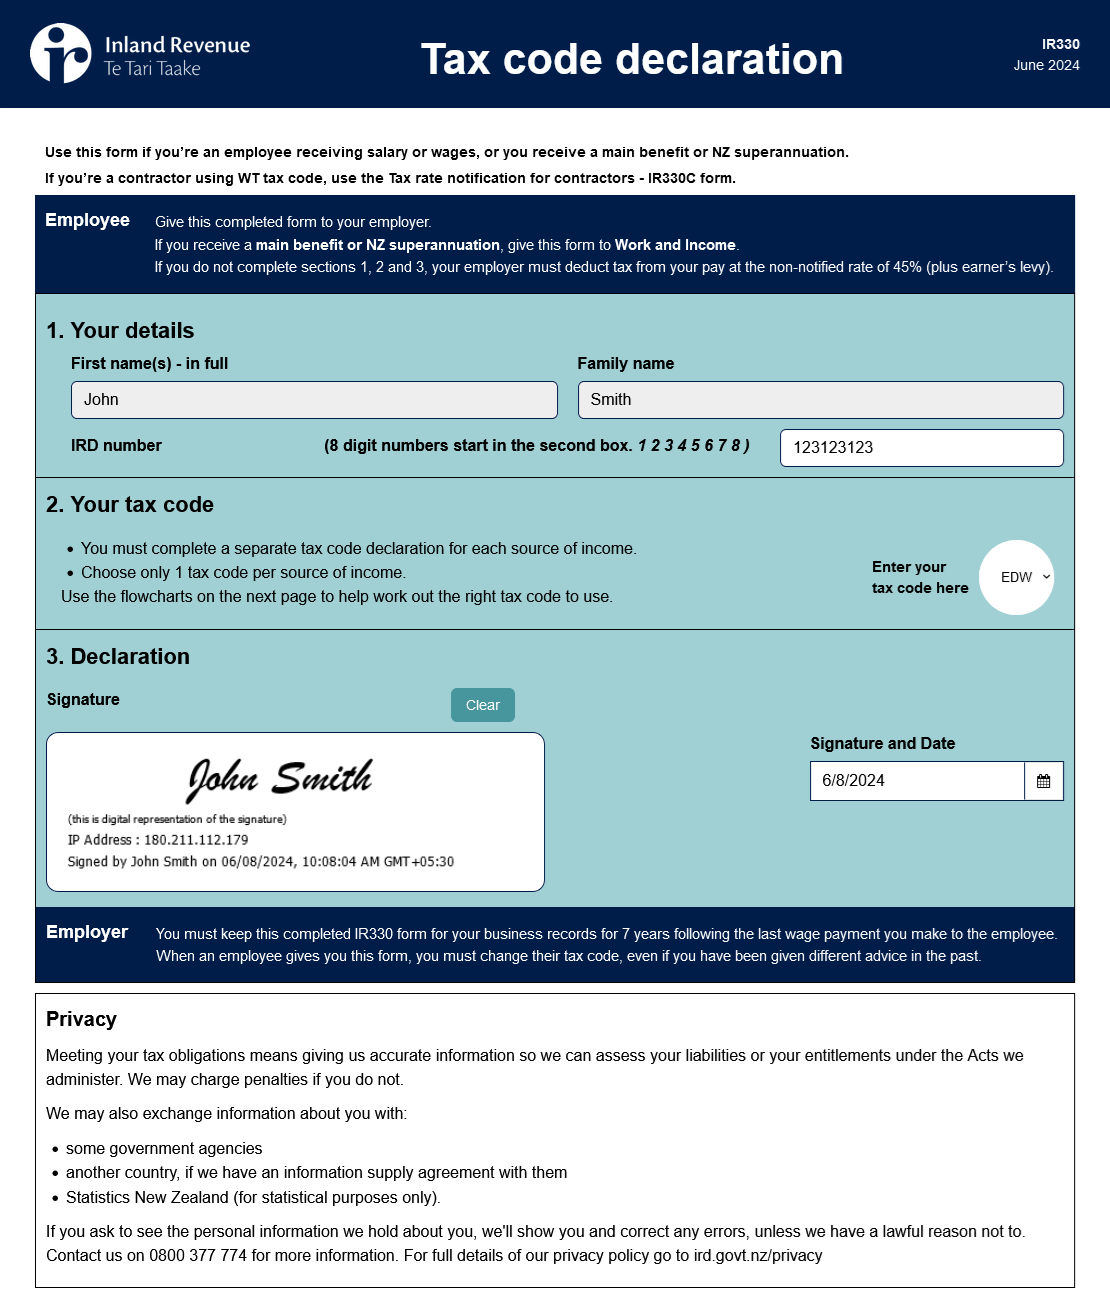 Inland Revenue
Te Tari Taake
Tax code declaration
IR330
June 2024
Use this form if you’re an employee receiving salary or wages, or you receive a main benefit or NZ superannuation.
If you’re a contractor using WT tax code, use the Tax rate notification for contractors - IR330C form.
Employee
Give this completed form to your employer.
If you receive a main benefit or NZ superannuation, give this form to Work and Income.
If you do not complete sections 1, 2 and 3, your employer must deduct tax from your pay at the non-notified rate of 45% (plus earner’s levy).
1. Your details
First name(s) - in full
Family name
John
Smith
IRD number
(8 digit numbers start in the second box. 1 2 3 4 5 6 7 8 )
123123123
2. Your tax code
• You must complete a separate tax code declaration for each source of income.
• Choose only 1 tax code per source of income.
Use the flowcharts on the next page to help work out the right tax code to use.
Enter your
tax code here
EDW
3. Declaration
Signature
Clear
John Smith
(this is digital representation of the signature)
IP Address : 180.211.112.179
Signed by John Smith on 06/08/2024, 10:08:04 AM GMT+05:30
Signature and Date
6/8/2024
Employer
You must keep this completed IR330 form for your business records for 7 years following the last wage payment you make to the employee.
When an employee gives you this form, you must change their tax code, even if you have been given different advice in the past.
Privacy
Meeting your tax obligations means giving us accurate information so we can assess your liabilities or your entitlements under the Acts we
administer. We may charge penalties if you do not.
We may also exchange information about you with:
• some government agencies
• another country, if we have an information supply agreement with them
• Statistics New Zealand (for statistical purposes only).
If you ask to see the personal information we hold about you, we'll show you and correct any errors, unless we have a lawful reason not to.
Contact us on 0800 377 774 for more information. For full details of our privacy policy go to ird.govt.nz/privacy